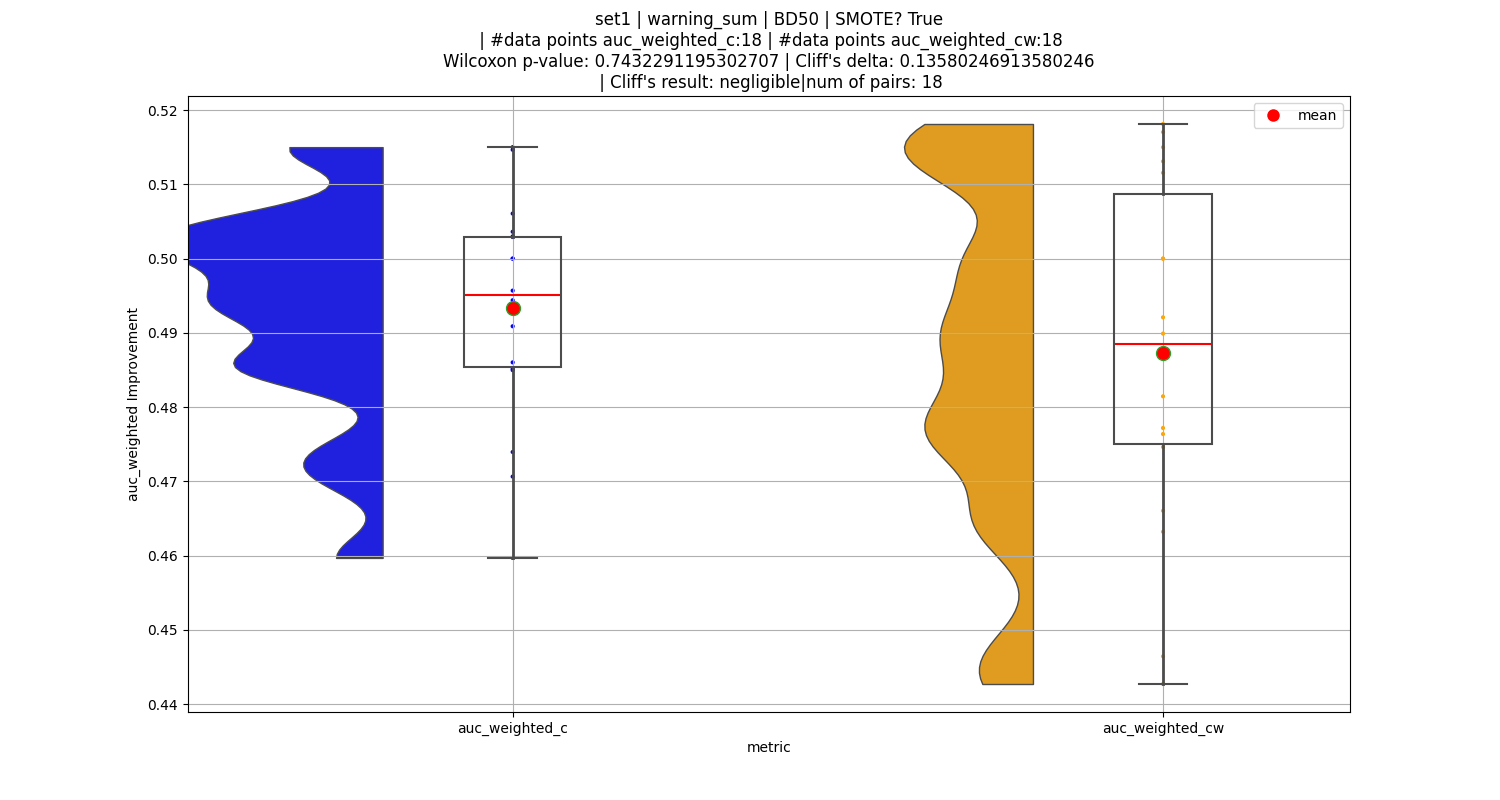 set1 | warning_sum | BD50 | SMOTE? True
| #data points auc_weighted_c:18 | #data points auc_weighted_cw:18
Wilcoxon p-value: 0.7432291195302707 | Cliff's delta: 0.13580246913580246
| Cliff's result: negligible|num of pairs: 18
mean
0.52
0.51
0.50
0.49
0.48
0.47
0.46
0.45
0.44
auc_weighted Improvement
auc_weighted_c
auc_weighted_cw
metric